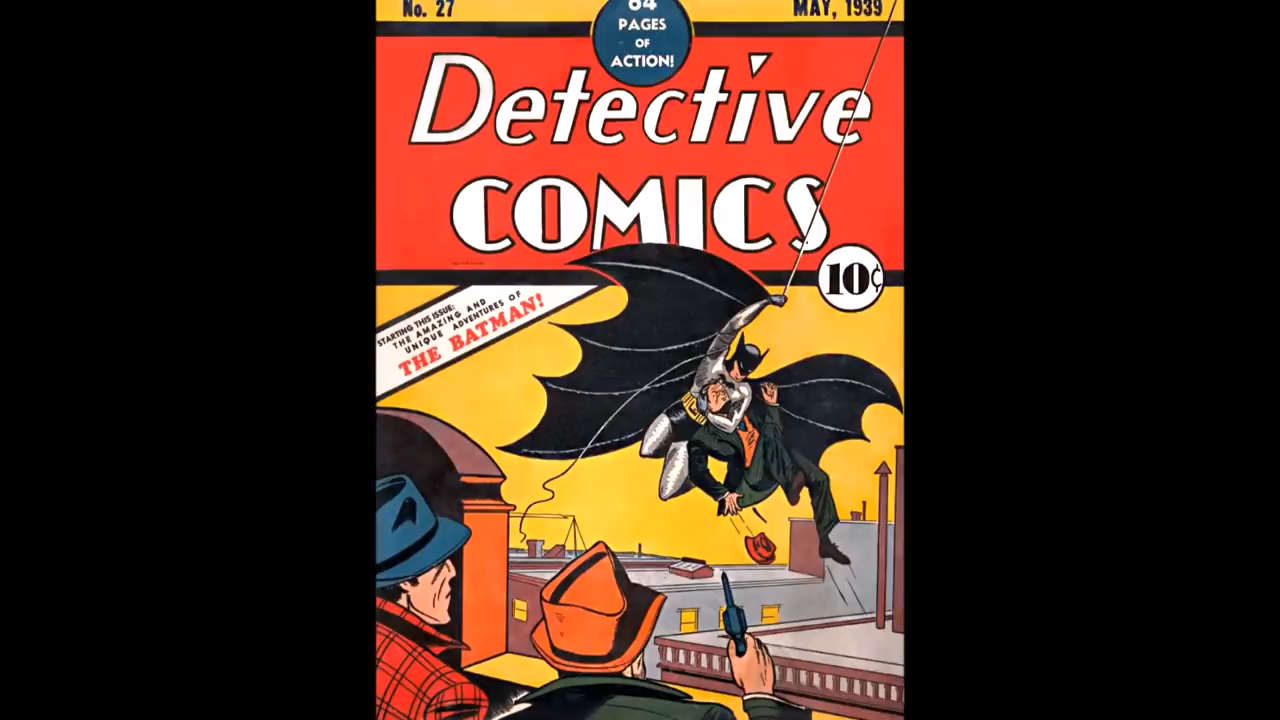 No. 27
MAY, 1939
64
PAGES
OF
ACTION!
Detective
COMICS
10¢
STARTING THIS ISSUE:
THE AMAZING AND
UNIQUE ADVENTURES OF
THE BATMAN!